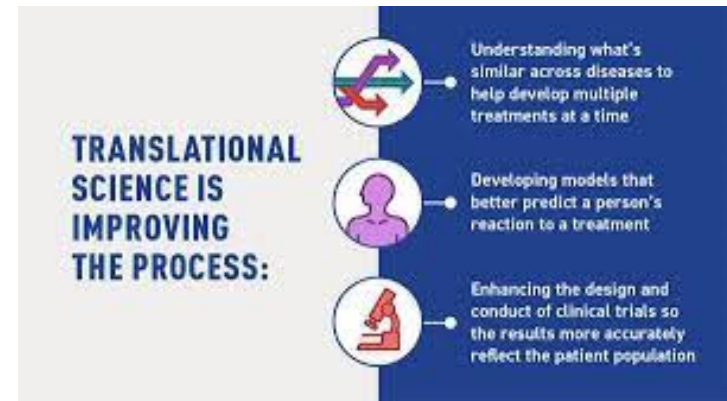 TRANSLATIONAL
SCIENCE IS
IMPROVING
THE PROCESS:
Understanding what's
similar across diseases to
help develop multiple
treatments at a time
Developing models that
better predict a person's
reaction to a treatment
Enhancing the design and
conduct of clinical trials so
the results more accurately
reflect the patient population